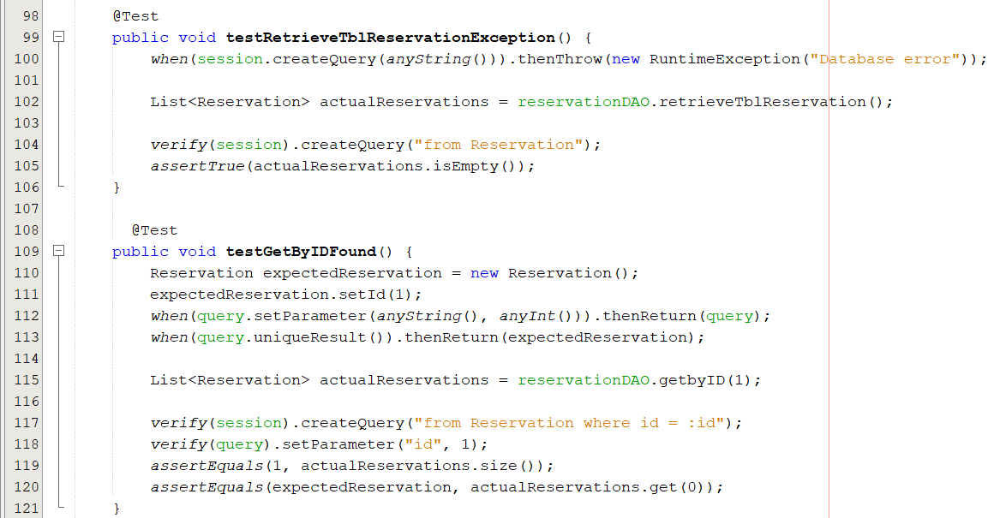 98 @Test
99 public void testRetrieveTblReservationException() {
100 when(session.createQuery(anyString())).thenThrow(new RuntimeException("Database error"));
101
102 List<Reservation> actualReservations = reservationDAO.retrieveTblReservation();
103
104 verify(session).createQuery("from Reservation");
105 assertTrue(actualReservations.isEmpty());
106 }
107
108 @Test
109 public void testGetByIDFound() {
110 Reservation expectedReservation = new Reservation();
111 expectedReservation.setId(1);
112 when(query.setParameter(anyString(), anyInt())).thenReturn(query);
113 when(query.uniqueResult()).thenReturn(expectedReservation);
114
115 List<Reservation> actualReservations = reservationDAO.getbyID(1);
116
117 verify(session).createQuery("from Reservation where id = :id");
118 verify(query).setParameter("id", 1);
119 assertEquals(1, actualReservations.size());
120 assertEquals(expectedReservation, actualReservations.get(0));
121 }